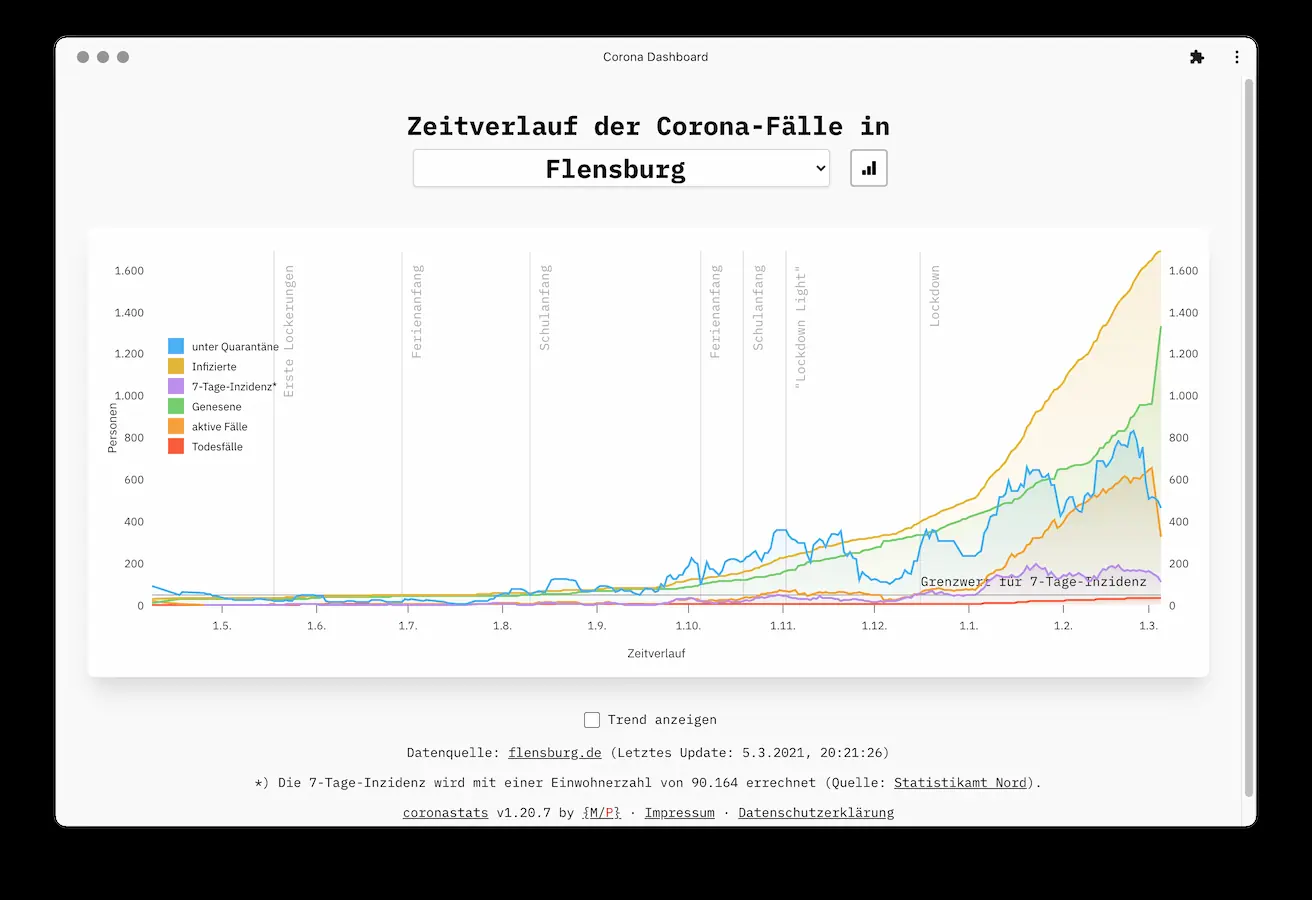 Corona Dashboard
Zeitverlauf der Corona-Fälle in
Flensburg
1.600
1.400
1.200
1.000
800
600
400
200
0
Personen
unter Quarantäne
Infizierte
7-Tage-Inzidenz*
Genesene
aktive Fälle
Todesfälle
Erste Lockerungen
Ferienanfang
Schulanfang
Ferienanfang
Schulanfang
"Lockdown Light"
Lockdown
1.600
1.400
1.200
1.000
800
600
400
200
0
Grenzwert für 7-Tage-Inzidenz
1.5. 1.6. 1.7. 1.8. 1.9. 1.10. 1.11. 1.12. 1.1. 1.2. 1.3.
Zeitverlauf
Trend anzeigen
Datenquelle: flensburg.de (Letztes Update: 5.3.2021, 20:21:26)
*) Die 7-Tage-Inzidenz wird mit einer Einwohnerzahl von 90.164 errechnet (Quelle: Statistikamt Nord).
coronastats v1.20.7 by {M/P} · Impressum · Datenschutzerklärung